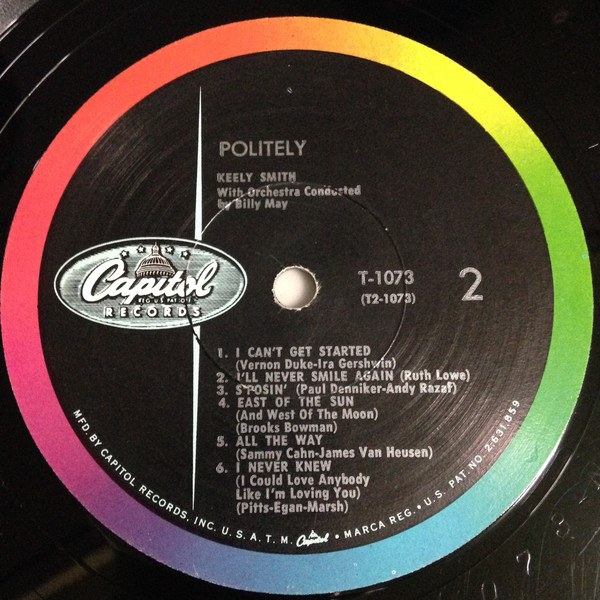 POLITELY
KEELY SMITH
With Orchestra Conducted
by Billy May
Capitol
RECORDS
T-1073
(T2-1073)
2
1. I CAN'T GET STARTED
(Vernon Duke-Ira Gershwin)
2. I'LL NEVER SMILE AGAIN (Ruth Lowe)
3. S'POSIN' (Paul Denniker-Andy Razaf)
4. EAST OF THE SUN
(And West Of The Moon)
(Brooks Bowman)
5. ALL THE WAY
(Sammy Cahn-James Van Heusen)
6. I NEVER KNEW
(I Could Love Anybody
Like I'm Loving You)
(Pitts-Egan-Marsh)
MFD. BY CAPITOL RECORDS, INC. U.S.A. T.M. Capitol • MARCA REG. • U.S. PAT. NO. 2,631,859